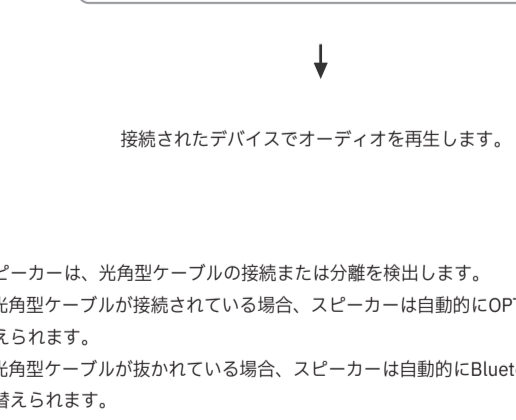 接続されたデバイスでオーディオを再生します。
ピーカーは、光角型ケーブルの接続または分離を検出します。
光角型ケーブルが接続されている場合、スピーカーは自動的にOPT
えられます。
光角型ケーブルが抜かれている場合、スピーカーは自動的にBluet
替えられます。